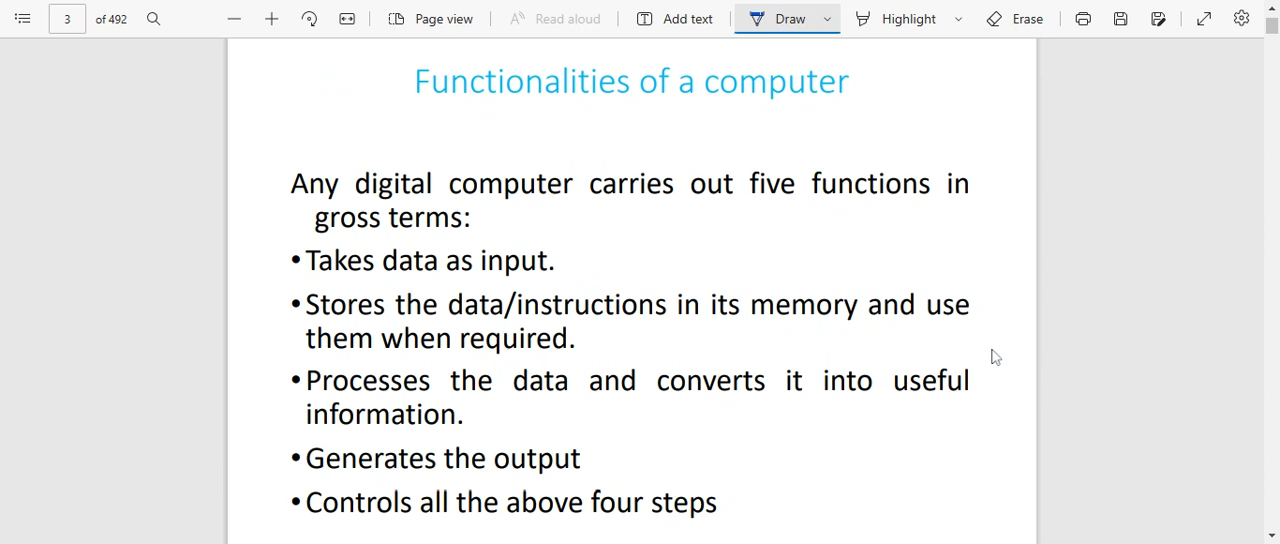 3 of 492 Page view Read aloud Add text Draw Highlight Erase
Functionalities of a computer
Any digital computer carries out five functions in
gross terms:
•Takes data as input.
•Stores the data/instructions in its memory and use
them when required.
•Processes the data and converts it into useful
information.
•Generates the output
•Controls all the above four steps